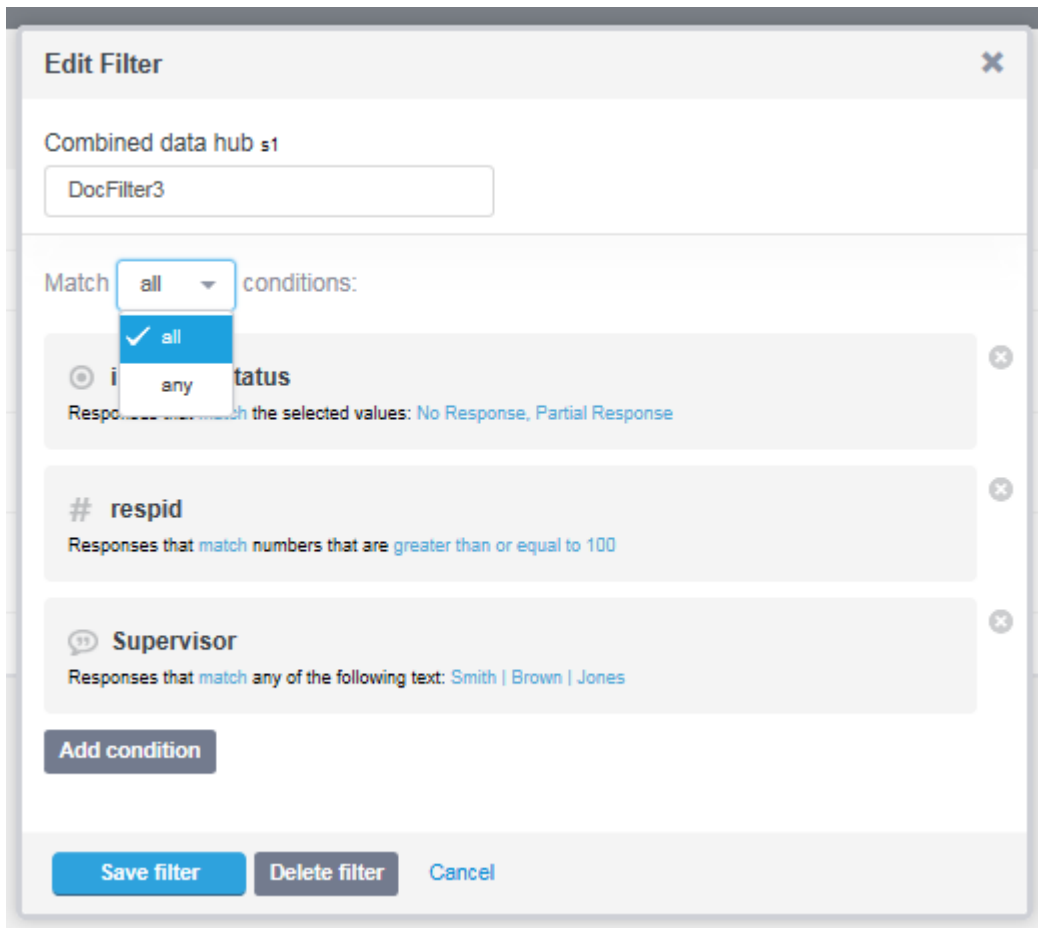 Edit Filter
Combined data hub s1
DocFilter3
Match all conditions:
all
any
tatus
the selected values: No Response, Partial Response
# respid
Responses that match numbers that are greater than or equal to 100
Supervisor
Responses that match any of the following text: Smith | Brown | Jones
Add condition
Save filter Delete filter Cancel